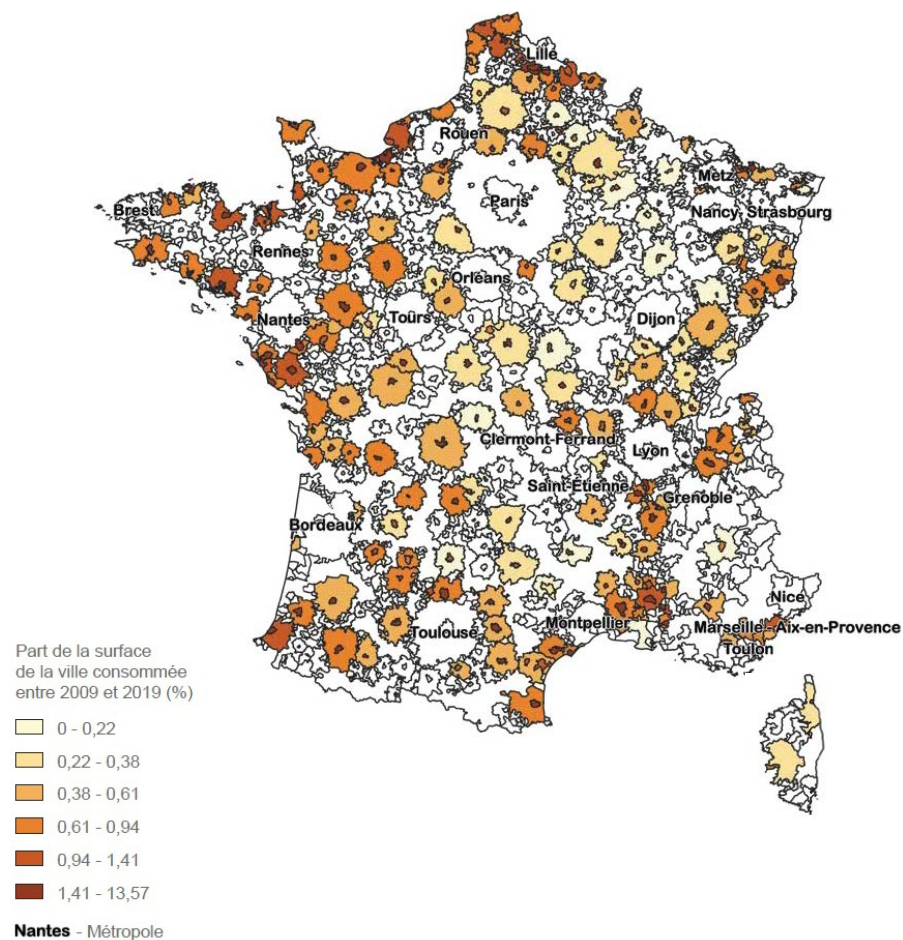 Lille
Rouen
Metz
Paris
Brest
Nancy Strasbourg
Rennes
Orléans
Nantes
Tours
Dijon
Clermont-Ferrand
Lyon
Saint-Étienne
Grenoble
Bordeaux
Nice
Montpellier
Marseille - Aix-en-Provence
Toulouse
Toulon
Part de la surface
de la ville consommée
entre 2009 et 2019 (%)
0 - 0,22
0,22 - 0,38
0,38 - 0,61
0,61 - 0,94
0,94 - 1,41
1,41 - 13,57
Nantes - Métropole